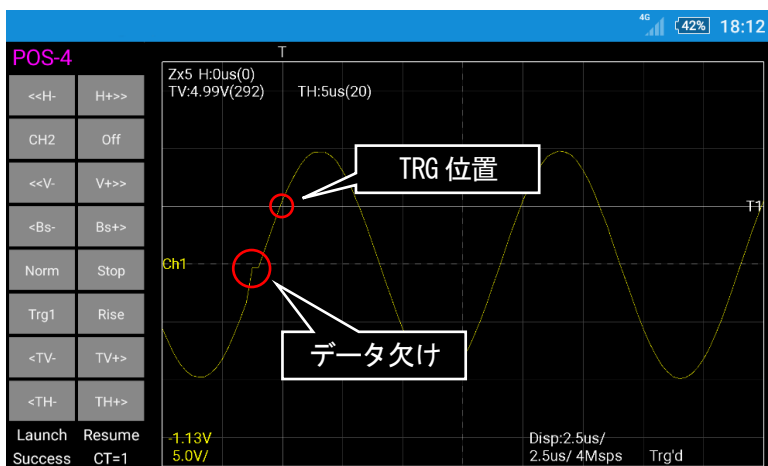 4G 42% 18:12
POS-4
T
<<H- H+>>
CH2 Off
<<V- V+>>
<Bs- Bs+>
Norm Stop
Trg1 Rise
<TV- TV+>
<TH- TH+>
Launch Resume
Success CT=1
Zx5 H:0us(0)
TV:4.99V(292) TH:5us(20)
TRG 位置
T1
Ch1
データ欠け
-1.13V
5.0V/
Disp:2.5us/
2.5us/ 4Msps Trg'd